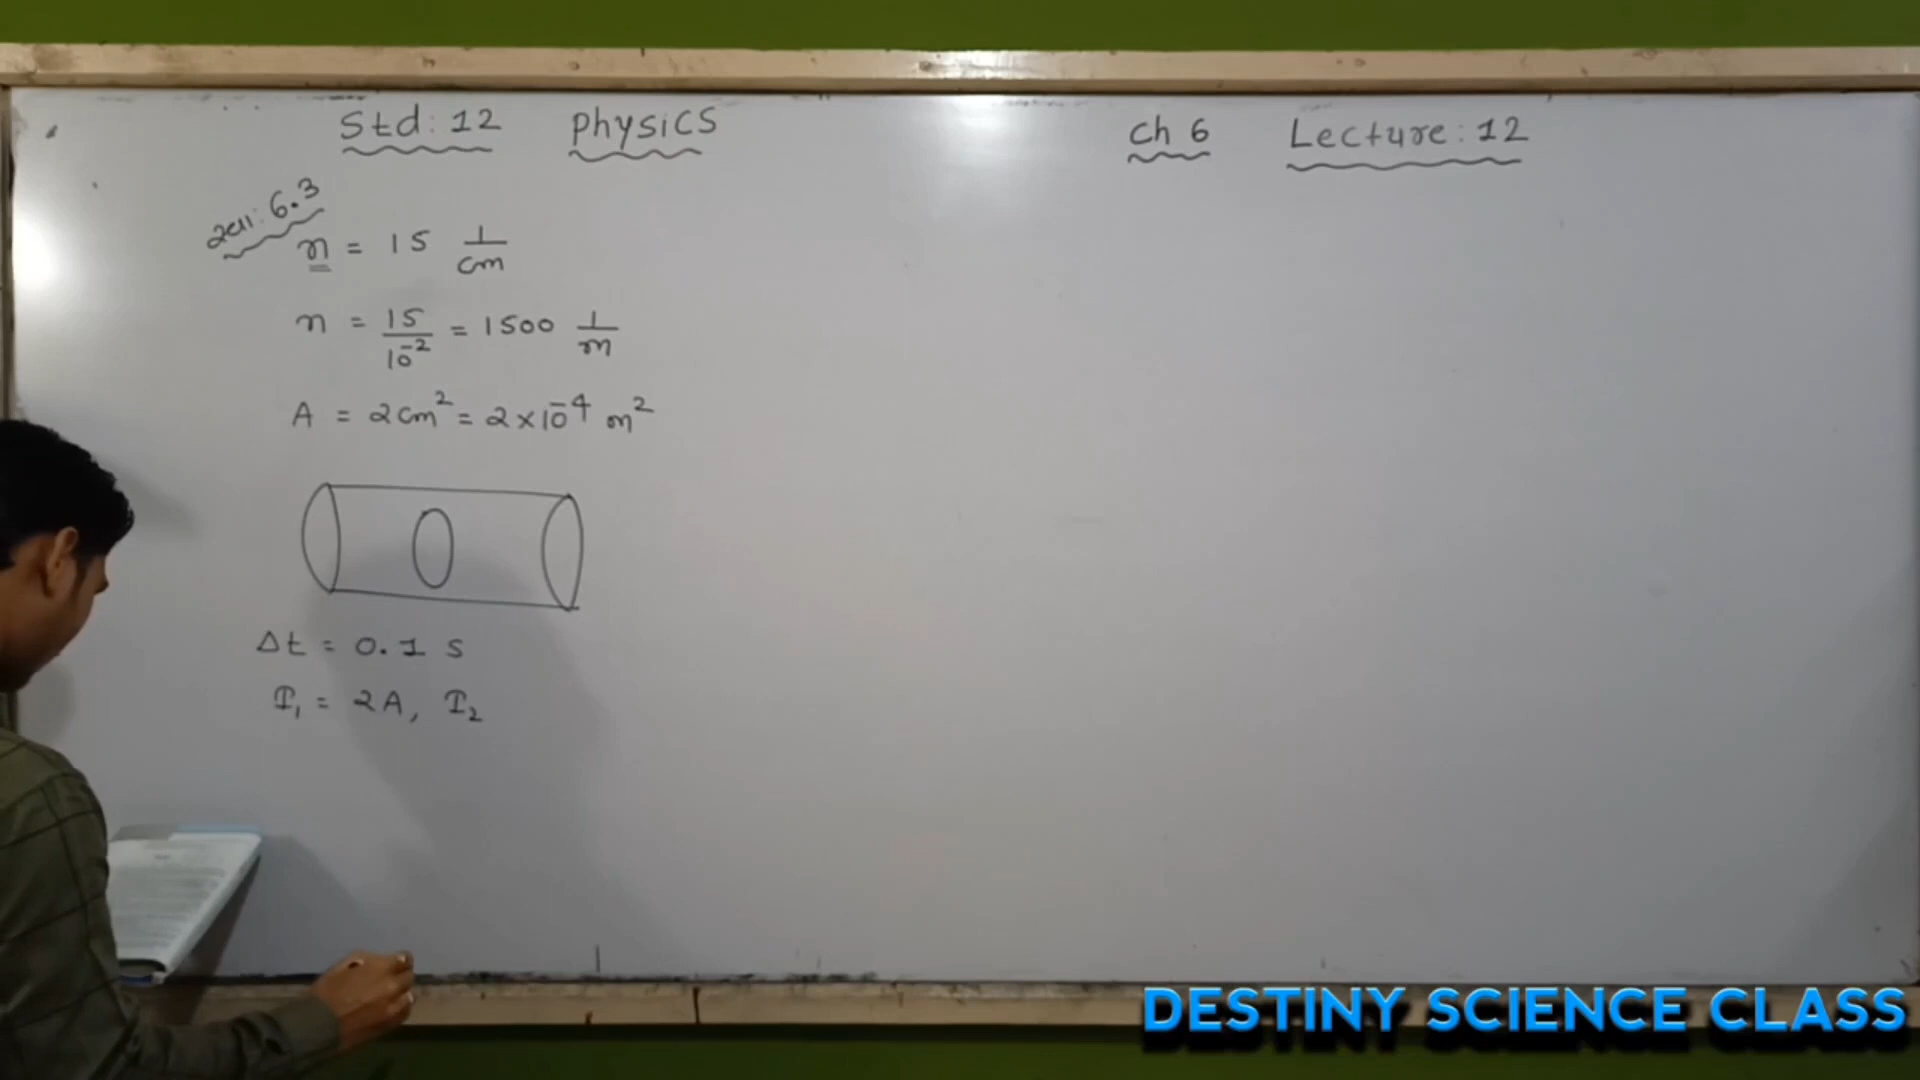 Std: 12 Physics Ch 6 Lecture: 12
સ્વા: 6.3
n = 15 1/cm
n = 15/10⁻² = 1500 1/m
A = 2cm² = 2×10⁻⁴ m²
Δt = 0.1 s
I₁ = 2A, I₂
DESTINY SCIENCE CLASS